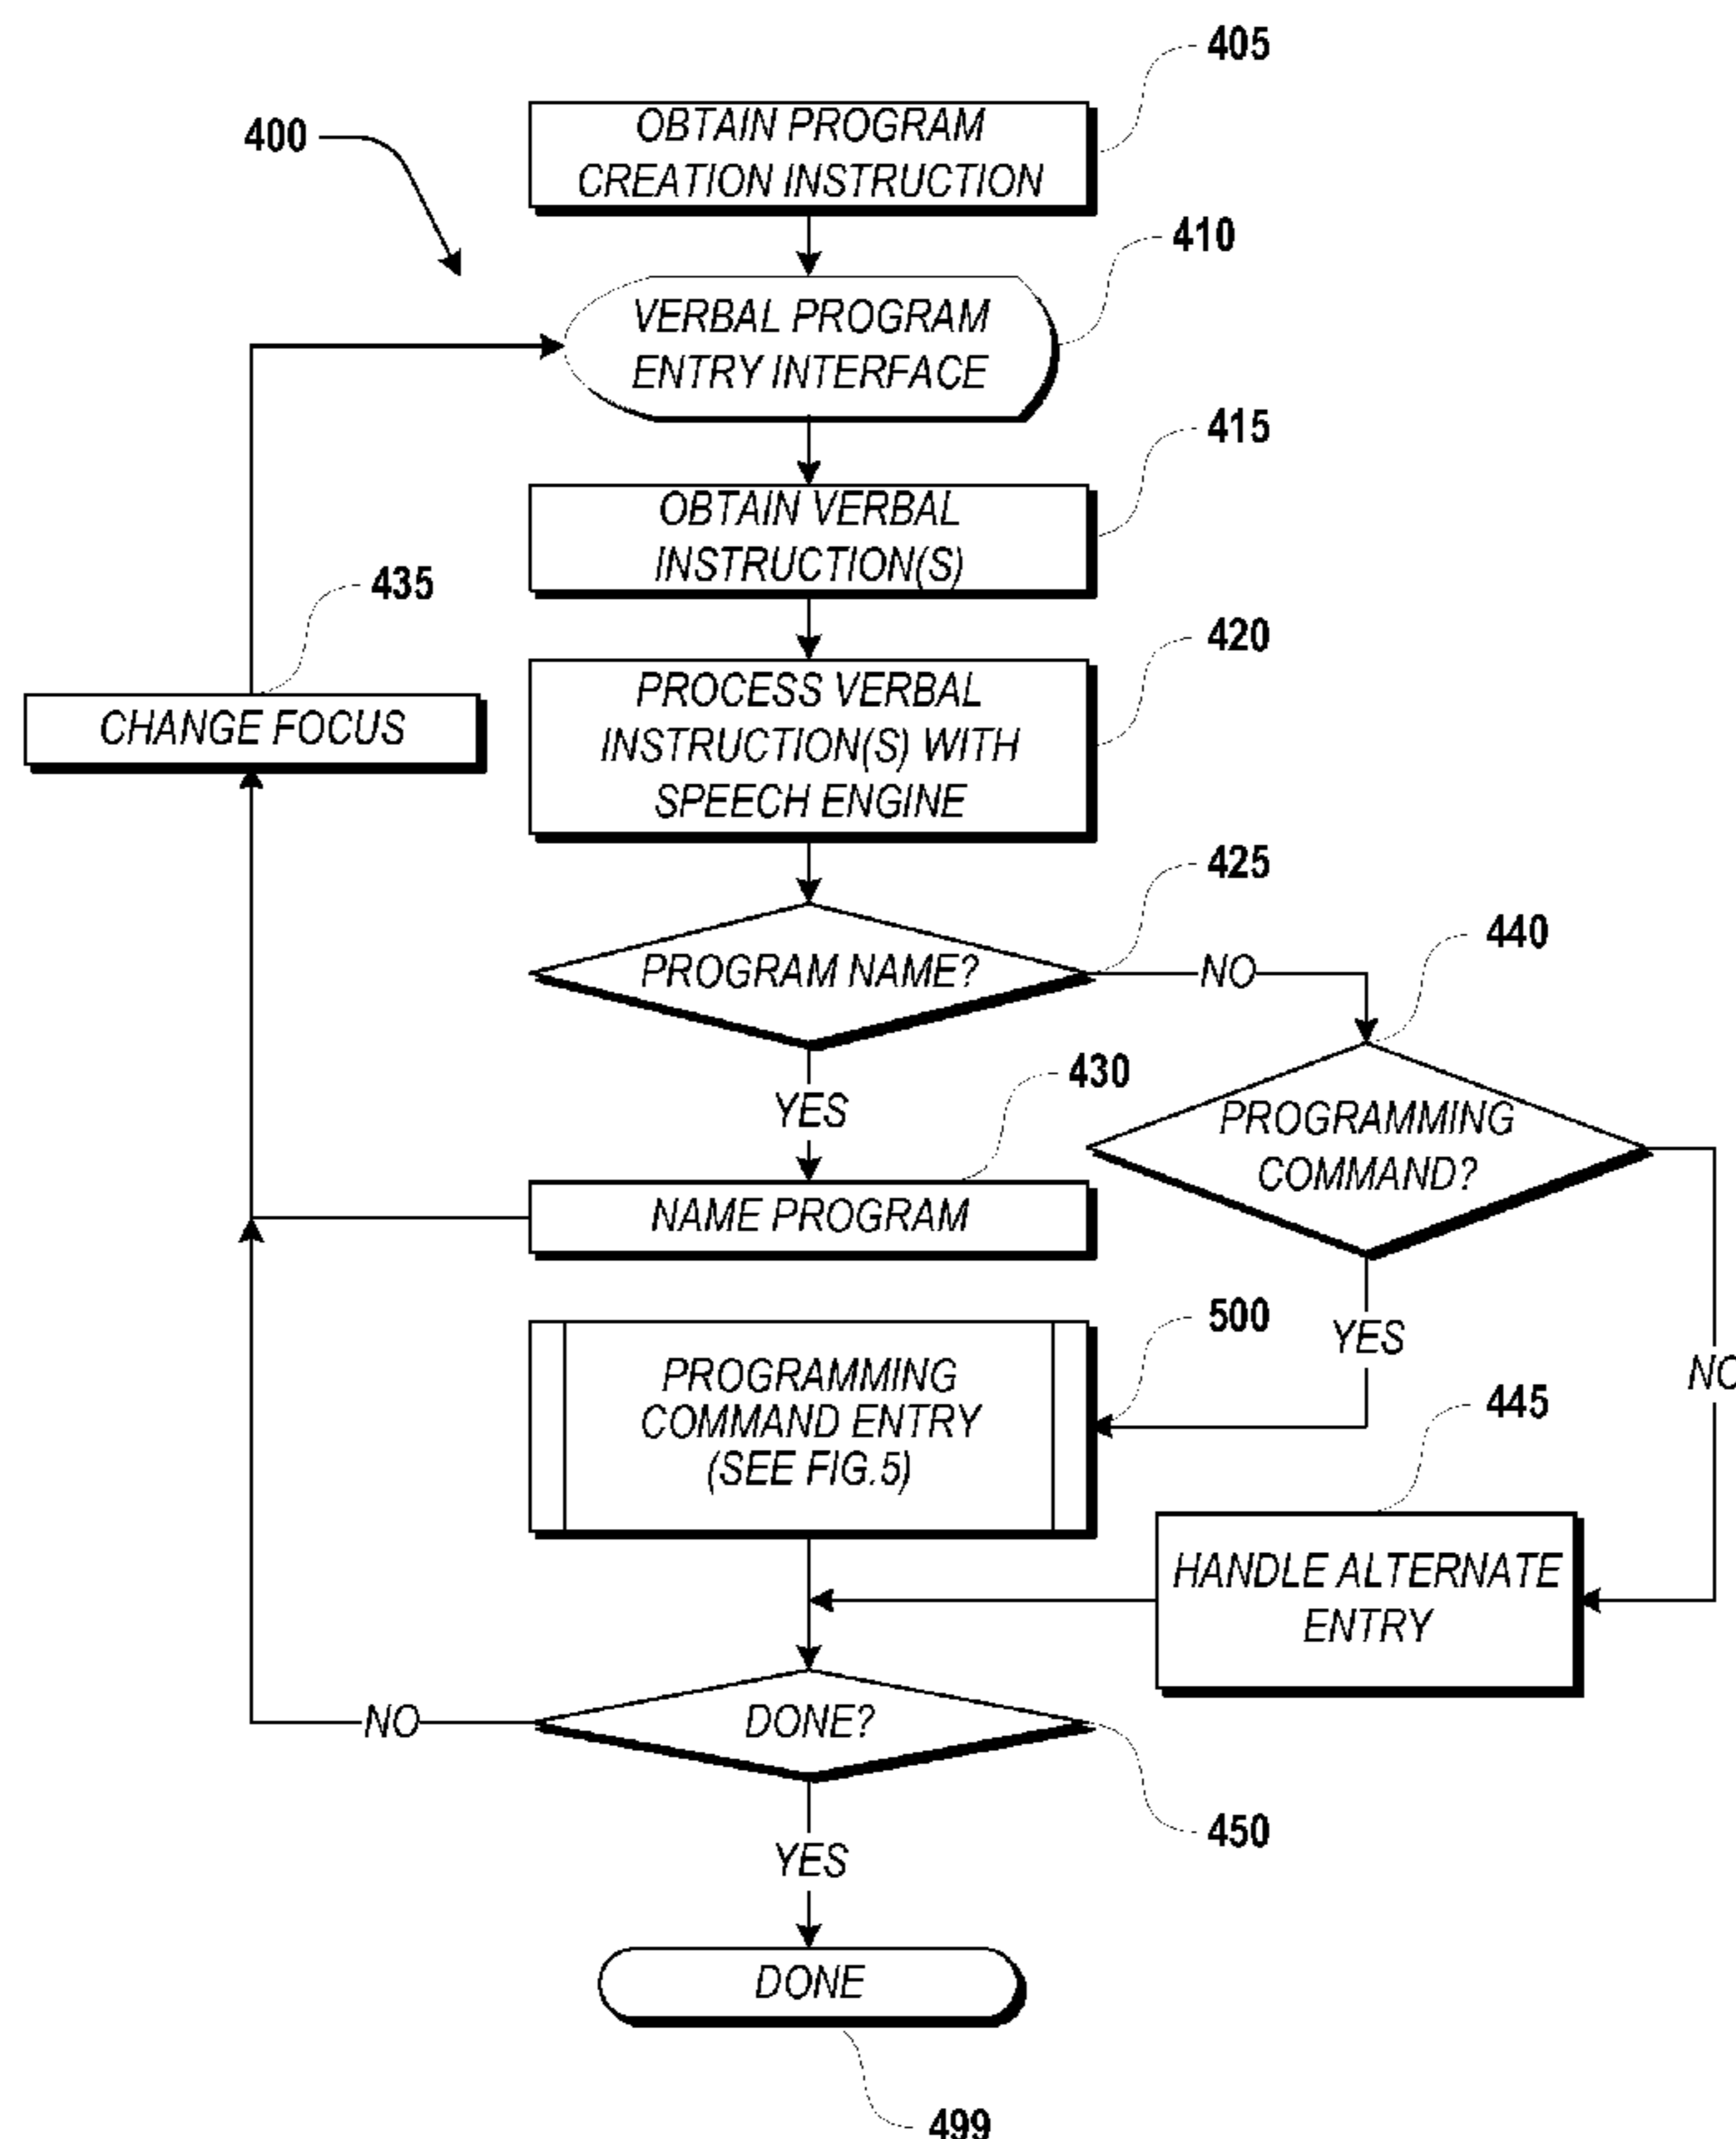 405
OBTAIN PROGRAM
CREATION INSTRUCTION
400
410
VERBAL PROGRAM
ENTRY INTERFACE
415
OBTAIN VERBAL
INSTRUCTION(S)
435
CHANGE FOCUS
420
PROCESS VERBAL
INSTRUCTION(S) WITH
SPEECH ENGINE
425
PROGRAM NAME?
NO
440
YES
430
PROGRAMMING
COMMAND?
NAME PROGRAM
500
YES
NO
PROGRAMMING
COMMAND ENTRY
(SEE FIG.5)
445
HANDLE ALTERNATE
ENTRY
NO
DONE?
450
YES
DONE
499